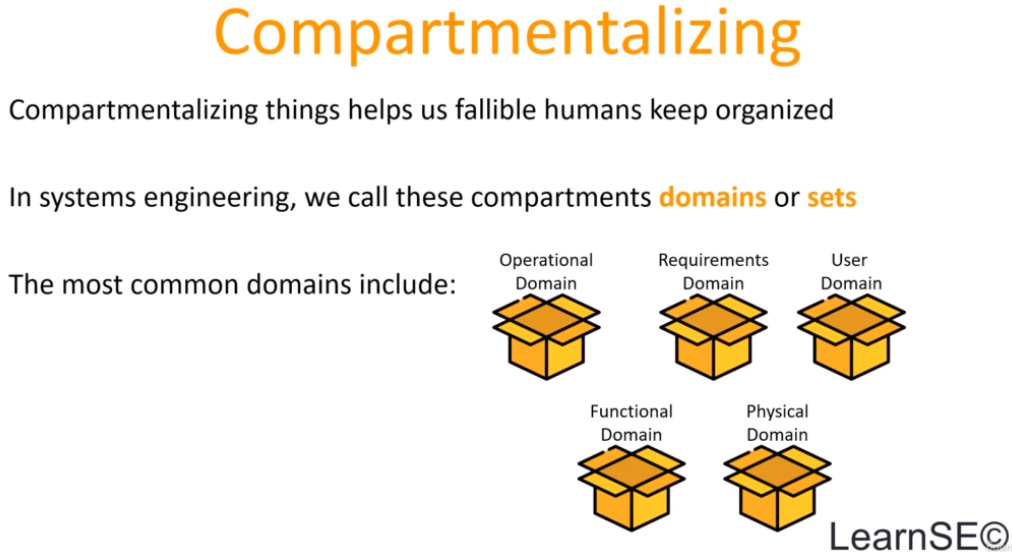 Compartmentalizing
Compartmentalizing things helps us fallible humans keep organized
In systems engineering, we call these compartments domains or sets
The most common domains include:
Operational
Domain
Requirements
Domain
User
Domain
Functional
Domain
Physical
Domain
LearnSE©